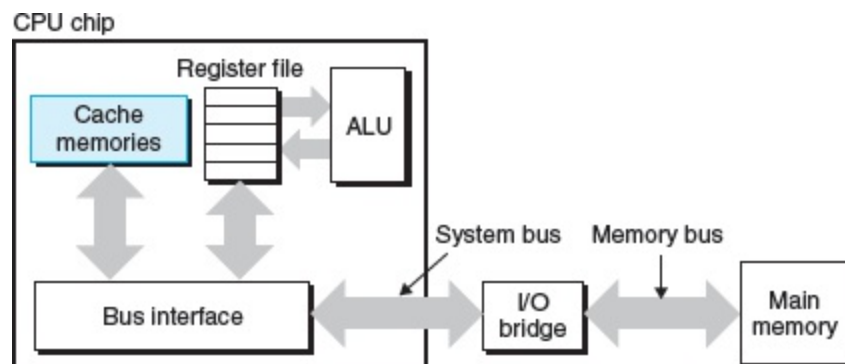 CPU chip
Register file
Cache
memories
ALU
System bus
Memory bus
Bus interface
I/O
bridge
Main
memory